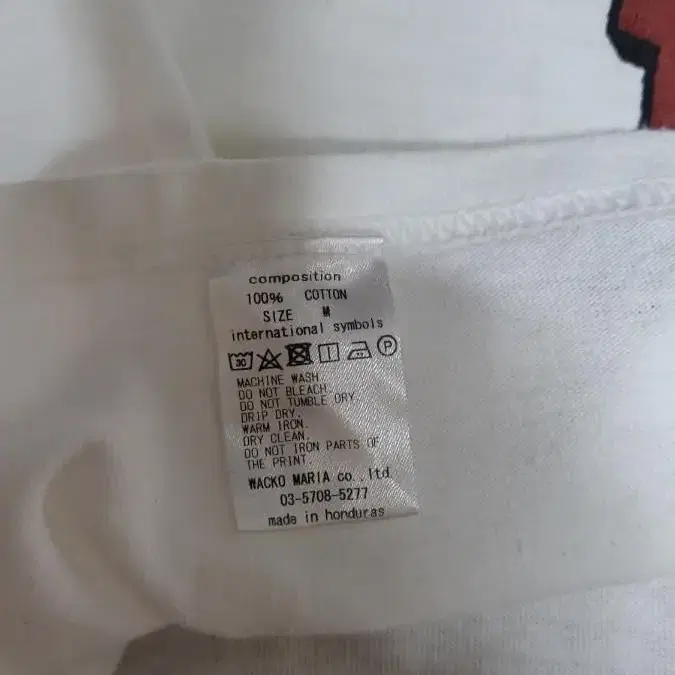 composition
100% COTTON
SIZE M
international symbols
30 P
MACHINE WASH.
DO NOT BLEACH.
DO NOT TUMBLE DRY.
DRIP DRY.
WARM IRON.
DRY CLEAN.
DO NOT IRON PARTS OF
THE PRINT.
WACKO MARIA co.,ltd
03-5708-5277
made in honduras